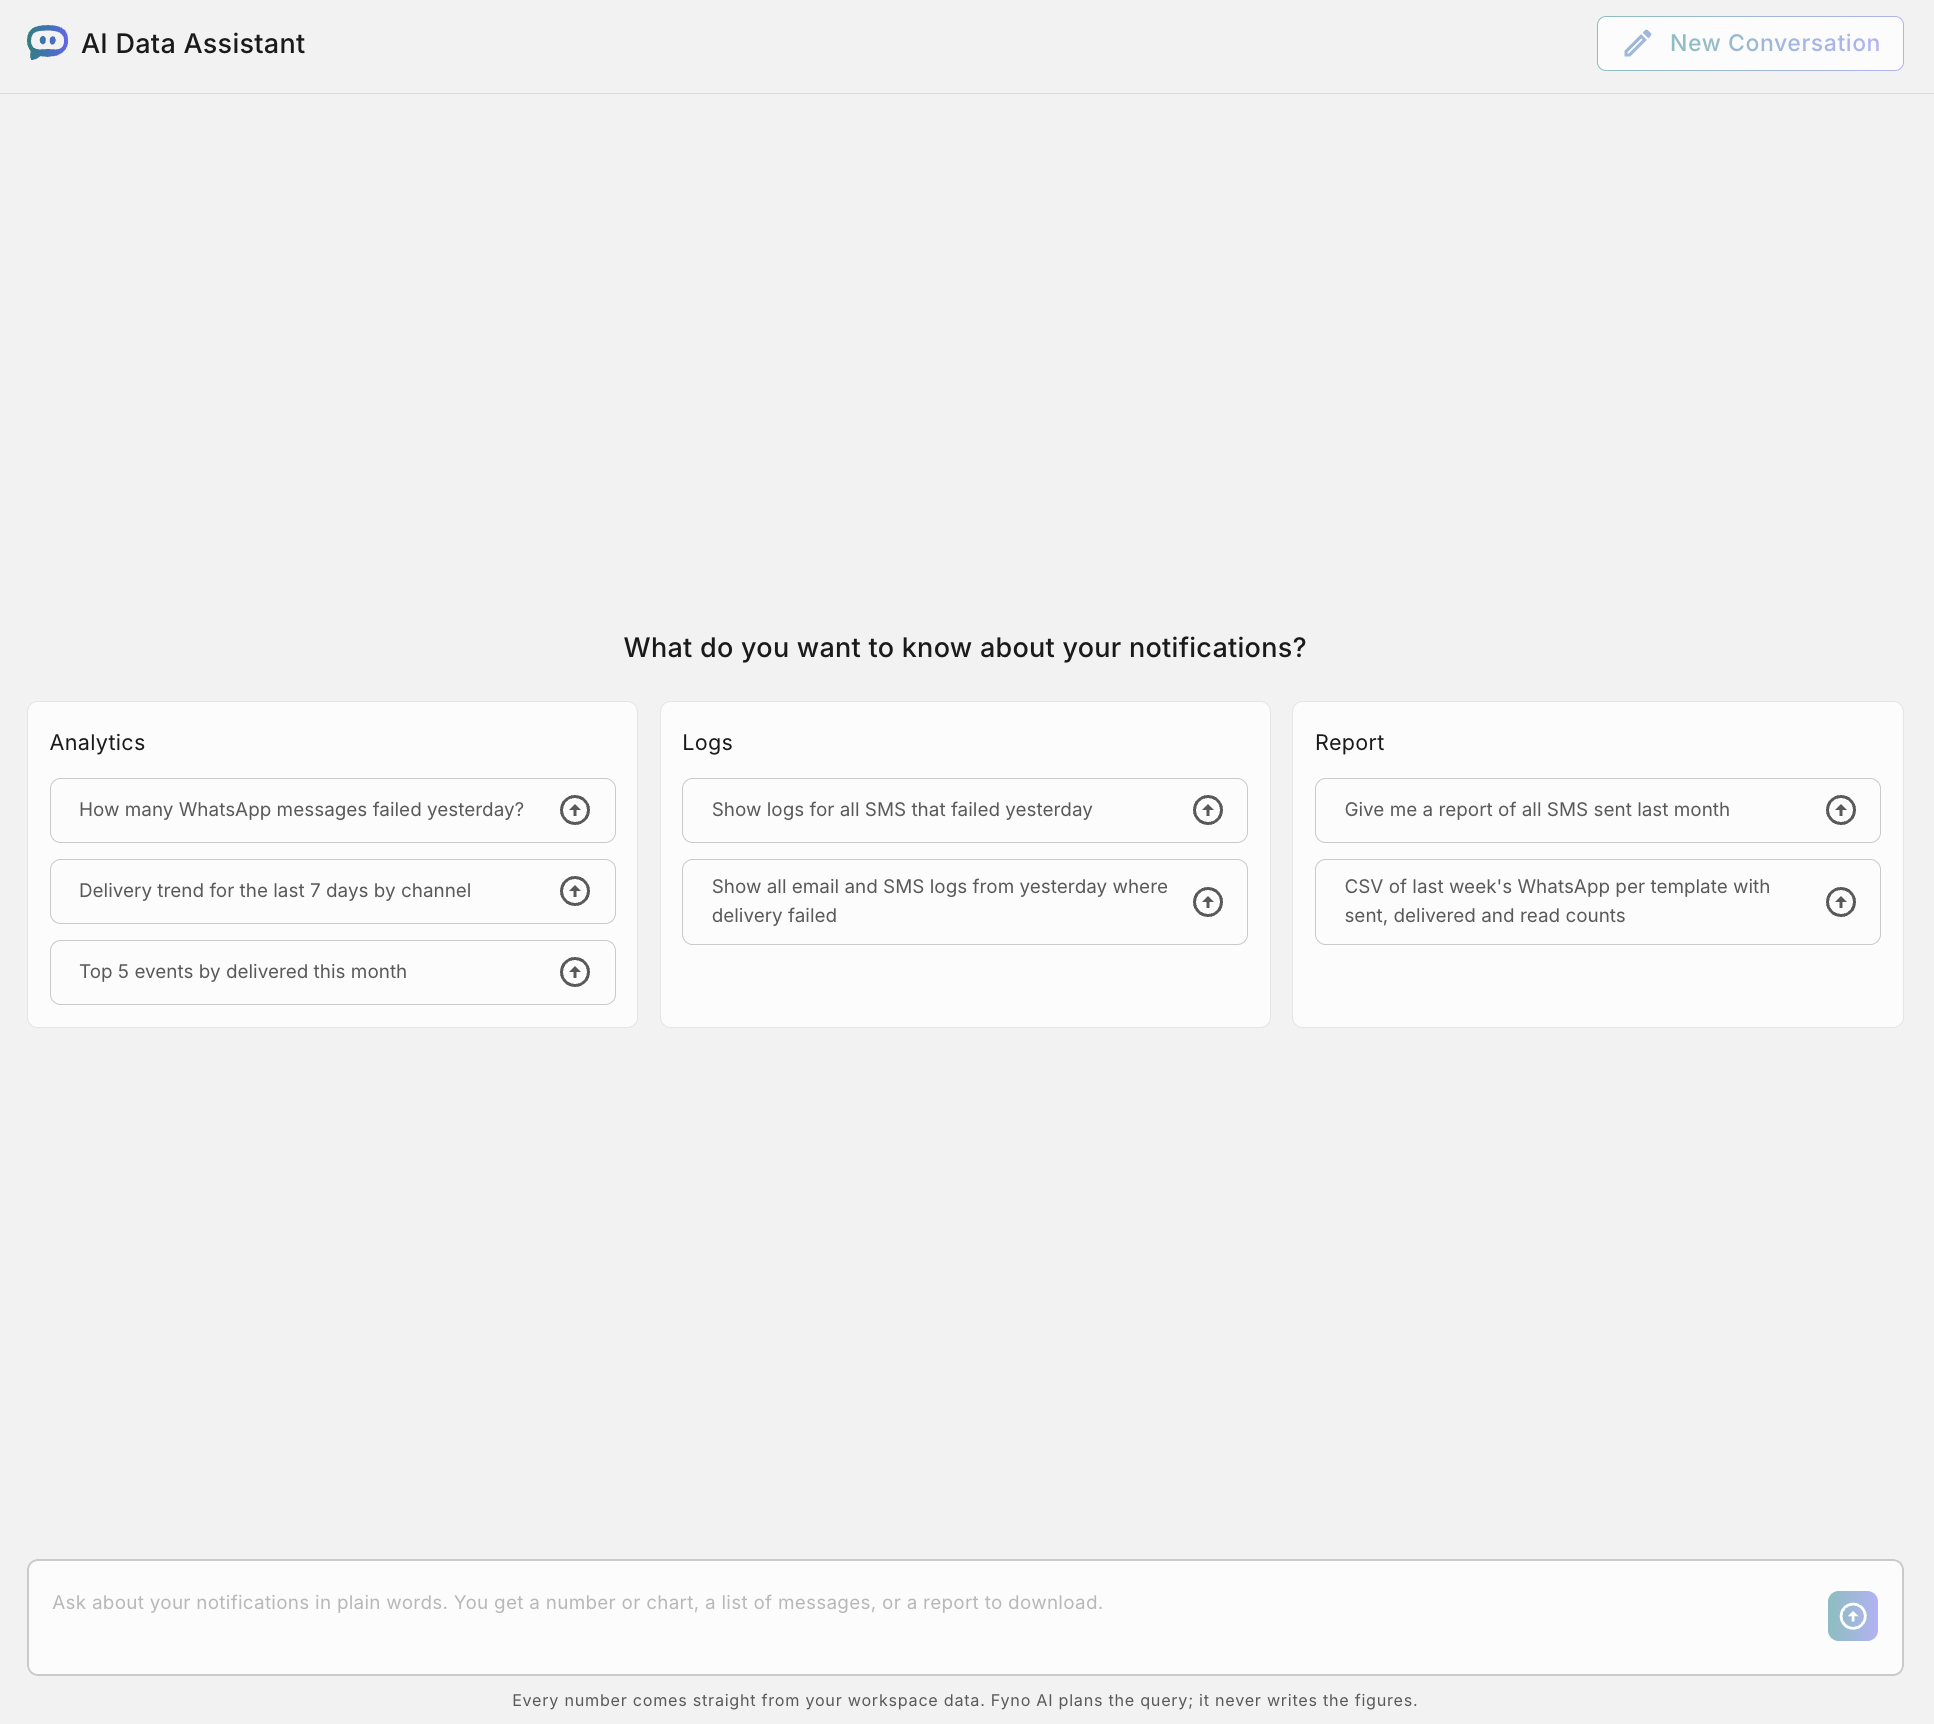 AI Data Assistant
New Conversation
What do you want to know about your notifications?
Analytics
How many WhatsApp messages failed yesterday?
Delivery trend for the last 7 days by channel
Top 5 events by delivered this month
Logs
Show logs for all SMS that failed yesterday
Show all email and SMS logs from yesterday where
delivery failed
Report
Give me a report of all SMS sent last month
CSV of last week's WhatsApp per template with
sent, delivered and read counts
Ask about your notifications in plain words. You get a number or chart, a list of messages, or a report to download.
Every number comes straight from your workspace data. Fyno AI plans the query; it never writes the figures.